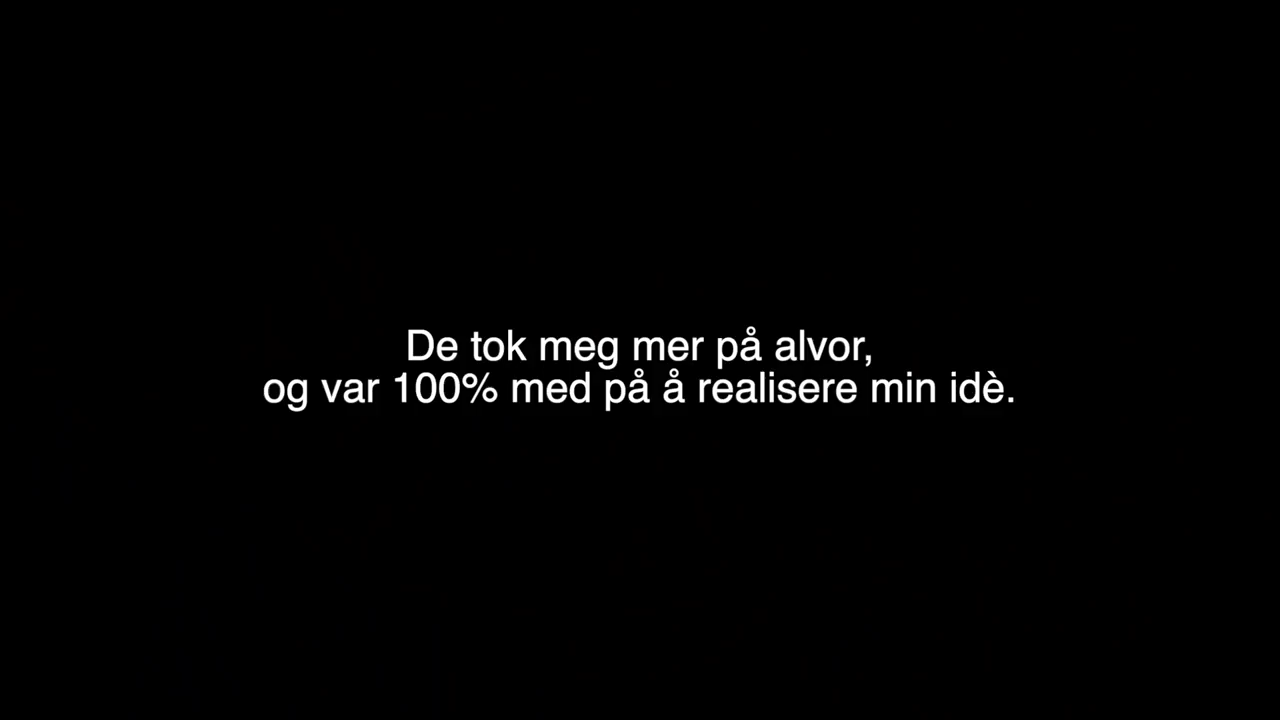 De tok meg mer på alvor,
og var 100% med på å realisere min idè.